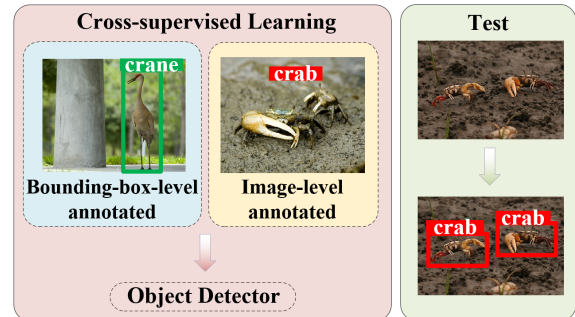 Cross-supervised Learning
crane
Bounding-box-level
annotated
crab
Image-level
annotated
Object Detector
Test
crab
crab